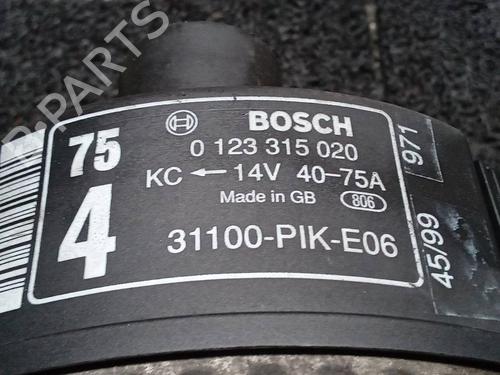 B-PARTS
75
4
BOSCH
0 123 315 020
KC ← 14V 40-75A
Made in GB 806
31100-PIK-E06
971
45/99